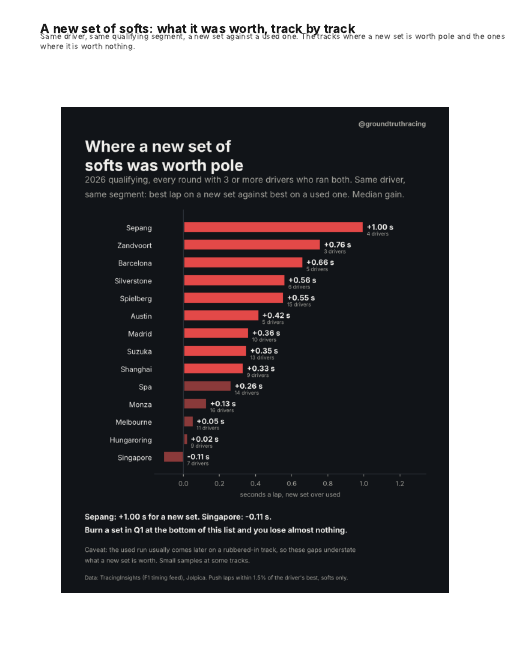 A new set of softs: what it was worth, track by track
Same driver, same qualifying segment, a new set against a used one. The tracks where a new set is worth pole and the ones
where it is worth nothing.
@groundtruthracing
Where a new set of
softs was worth pole
2026 qualifying, every round with 3 or more drivers who ran both. Same driver,
same segment: best lap on a new set against best on a used one. Median gain.
Sepang +1.00 s
4 drivers
Zandvoort +0.76 s
3 drivers
Barcelona +0.66 s
5 drivers
Silverstone +0.56 s
6 drivers
Spielberg +0.55 s
15 drivers
Austin +0.42 s
5 drivers
Madrid +0.36 s
10 drivers
Suzuka +0.35 s
13 drivers
Shanghai +0.33 s
9 drivers
Spa +0.26 s
14 drivers
Monza +0.13 s
16 drivers
Melbourne +0.05 s
11 drivers
Hungaroring +0.02 s
9 drivers
Singapore -0.11 s
7 drivers
0.0 0.2 0.4 0.6 0.8 1.0 1.2
seconds a lap, new set over used
Sepang: +1.00 s for a new set. Singapore: -0.11 s.
Burn a set in Q1 at the bottom of this list and you lose almost nothing.
Caveat: the used run usually comes later on a rubbered-in track, so these gaps understate
what a new set is worth. Small samples at some tracks.
Data: TracingInsights (F1 timing feed), Jolpica. Push laps within 1.5% of the driver's best, softs only.